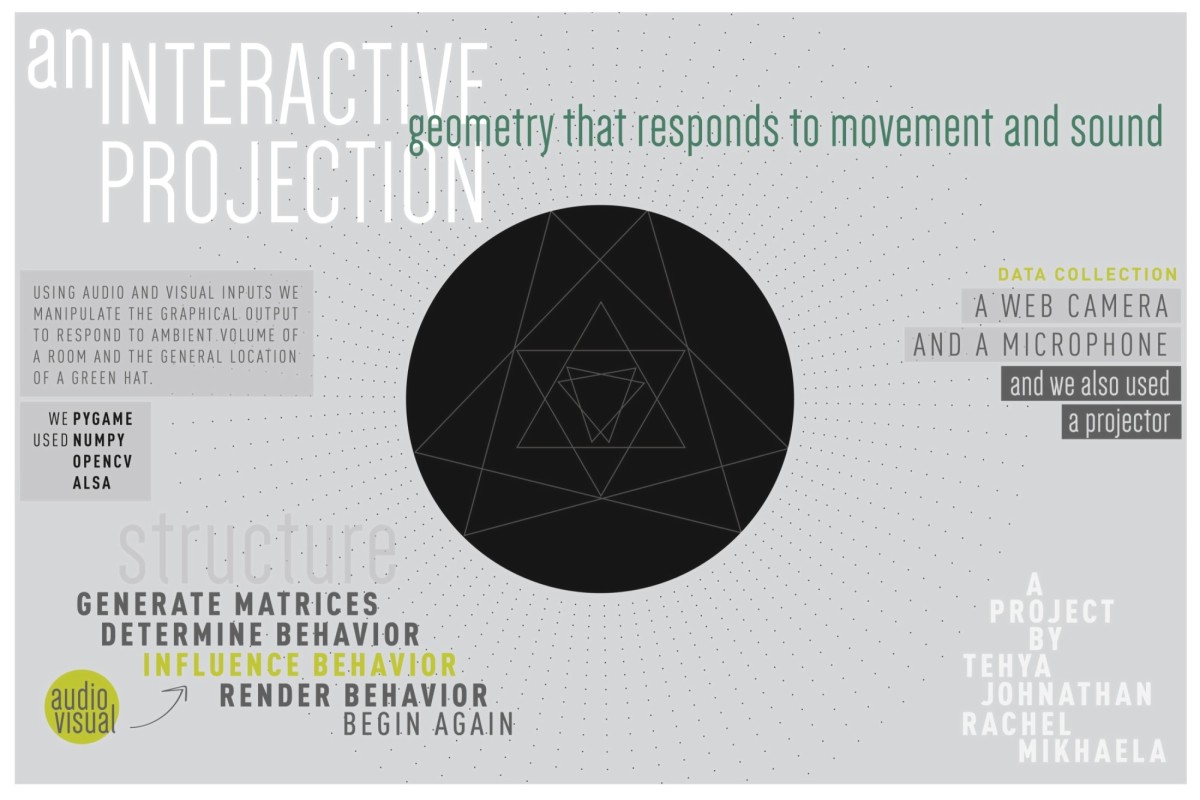 an INTERACTIVE
PROJECTION
geometry that responds to movement and sound
USING AUDIO AND VISUAL INPUTS WE
MANIPULATE THE GRAPHICAL OUTPUT
TO RESPOND TO AMBIENT VOLUME OF
A ROOM AND THE GENERAL LOCATION
OF A GREEN HAT.
WE PYGAME
USED NUMPY
OPENCV
ALSA
DATA COLLECTION
A WEB CAMERA
AND A MICROPHONE
and we also used
a projector
structure
GENERATE MATRICES
DETERMINE BEHAVIOR
INFLUENCE BEHAVIOR
RENDER BEHAVIOR
BEGIN AGAIN
audio
visual
A
PROJECT
BY
TEHYA
JOHNATHAN
RACHEL
MIKHAELA